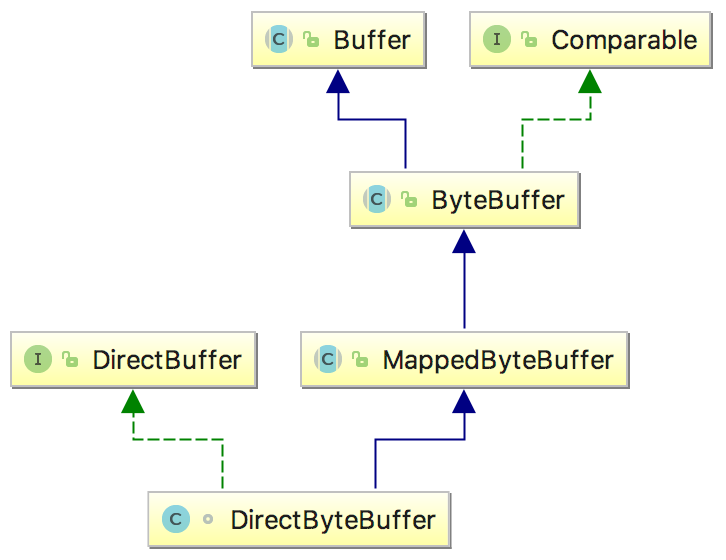 C Buffer
I Comparable
C ByteBuffer
I DirectBuffer
C MappedByteBuffer
C DirectByteBuffer